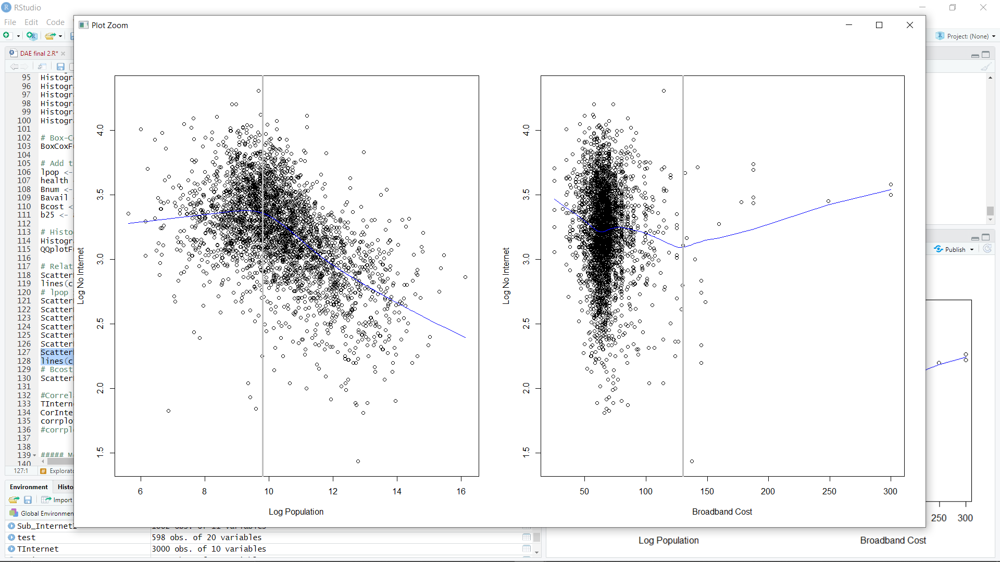 RStudio
File Edit Code
Plot Zoom
Project: (None)
DAE final 2.R*
95 Histogr
96 Histogr
97 Histogr
98 Histogr
99 Histogr
100 Histogr
101
102 # Box-C
103 BoxCoxF
104
105 # Add t
106 lpop <-
107 health
108 Bnum <-
109 Bavail
110 Bcost <
111 b25 <-
112
113 # Histo
114 Histogr
115 QQplotF
116
117 # Relat
118 Scatter
119 lines(c
120 # lpop
121 Scatter
122 Scatter
123 Scatter
124 Scatter
125 Scatter
126 Scatter
127 Scatter
128 lines(c
129 # Bcost
130 Scatter
131
132 #Correl
133 TIntern
134 CorInte
135 corrplo
136 #corrpl
137
138
139 ##### M
140
127:1 # Explorat
Log No Internet
4.0
3.5
3.0
2.5
2.0
1.5
6 8 10 12 14 16
Log Population
Log No Internet
4.0
3.5
3.0
2.5
2.0
1.5
50 100 150 200 250 300
Broadband Cost
Publish
250 300
Log Population Broadband Cost
Environment Histo
Import
Global Environmen
test 598 obs. of 20 variables
TInternet 3000 obs. of 10 variables